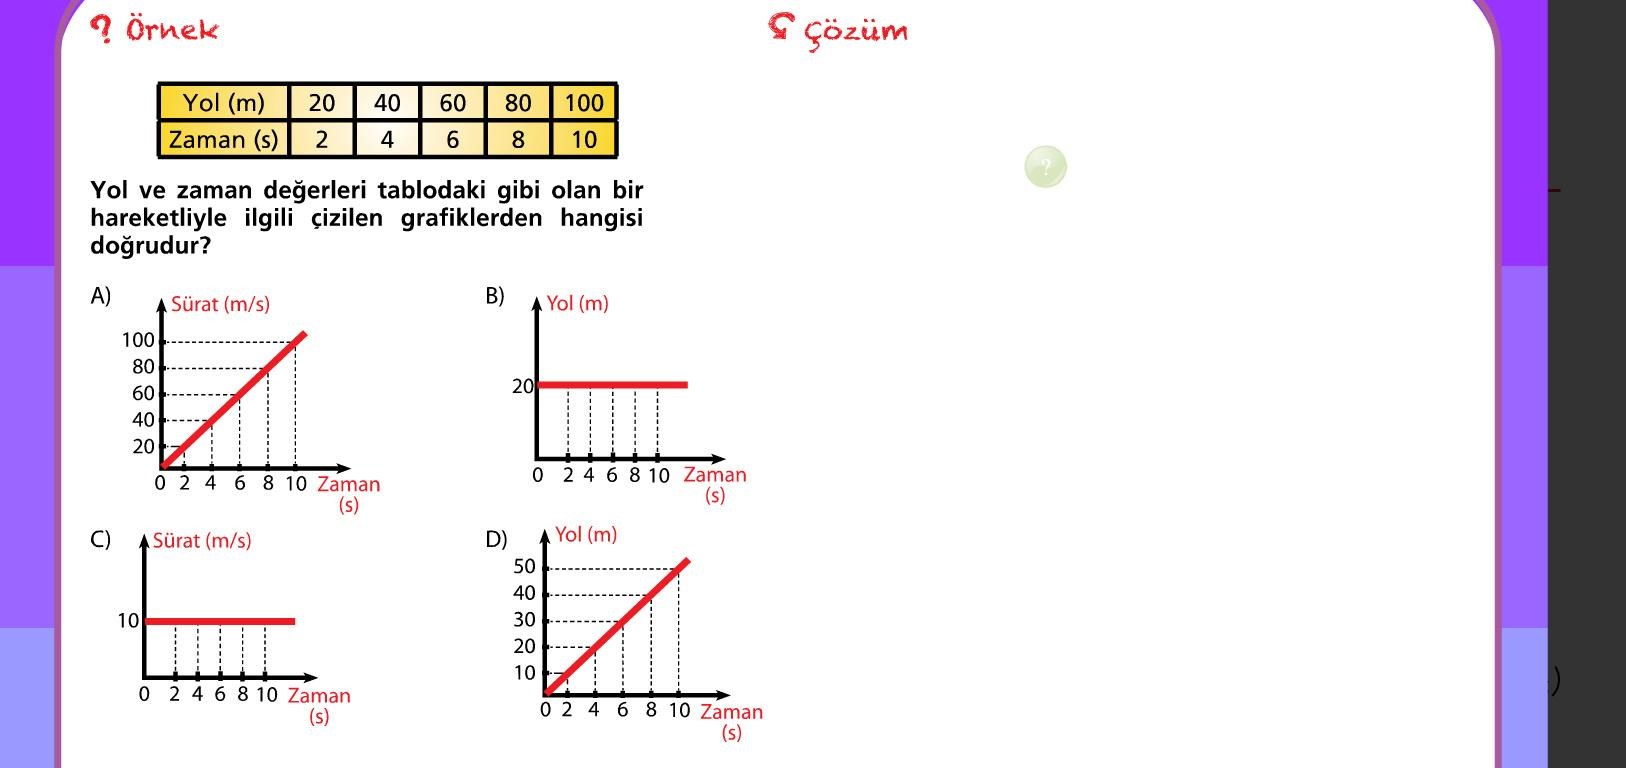 ? Örnek
Çözüm
Yol (m) 20 40 60 80 100
Zaman (s) 2 4 6 8 10
?
Yol ve zaman değerleri tablodaki gibi olan bir
hareketliyle ilgili çizilen grafiklerden hangisi
doğrudur?
A)
Sürat (m/s)
100
80
60
40
20
0 2 4 6 8 10 Zaman
(s)
B)
Yol (m)
20
0 2 4 6 8 10 Zaman
(s)
C)
Sürat (m/s)
10
0 2 4 6 8 10 Zaman
(s)
D)
Yol (m)
50
40
30
20
10
0 2 4 6 8 10 Zaman
(s)
)